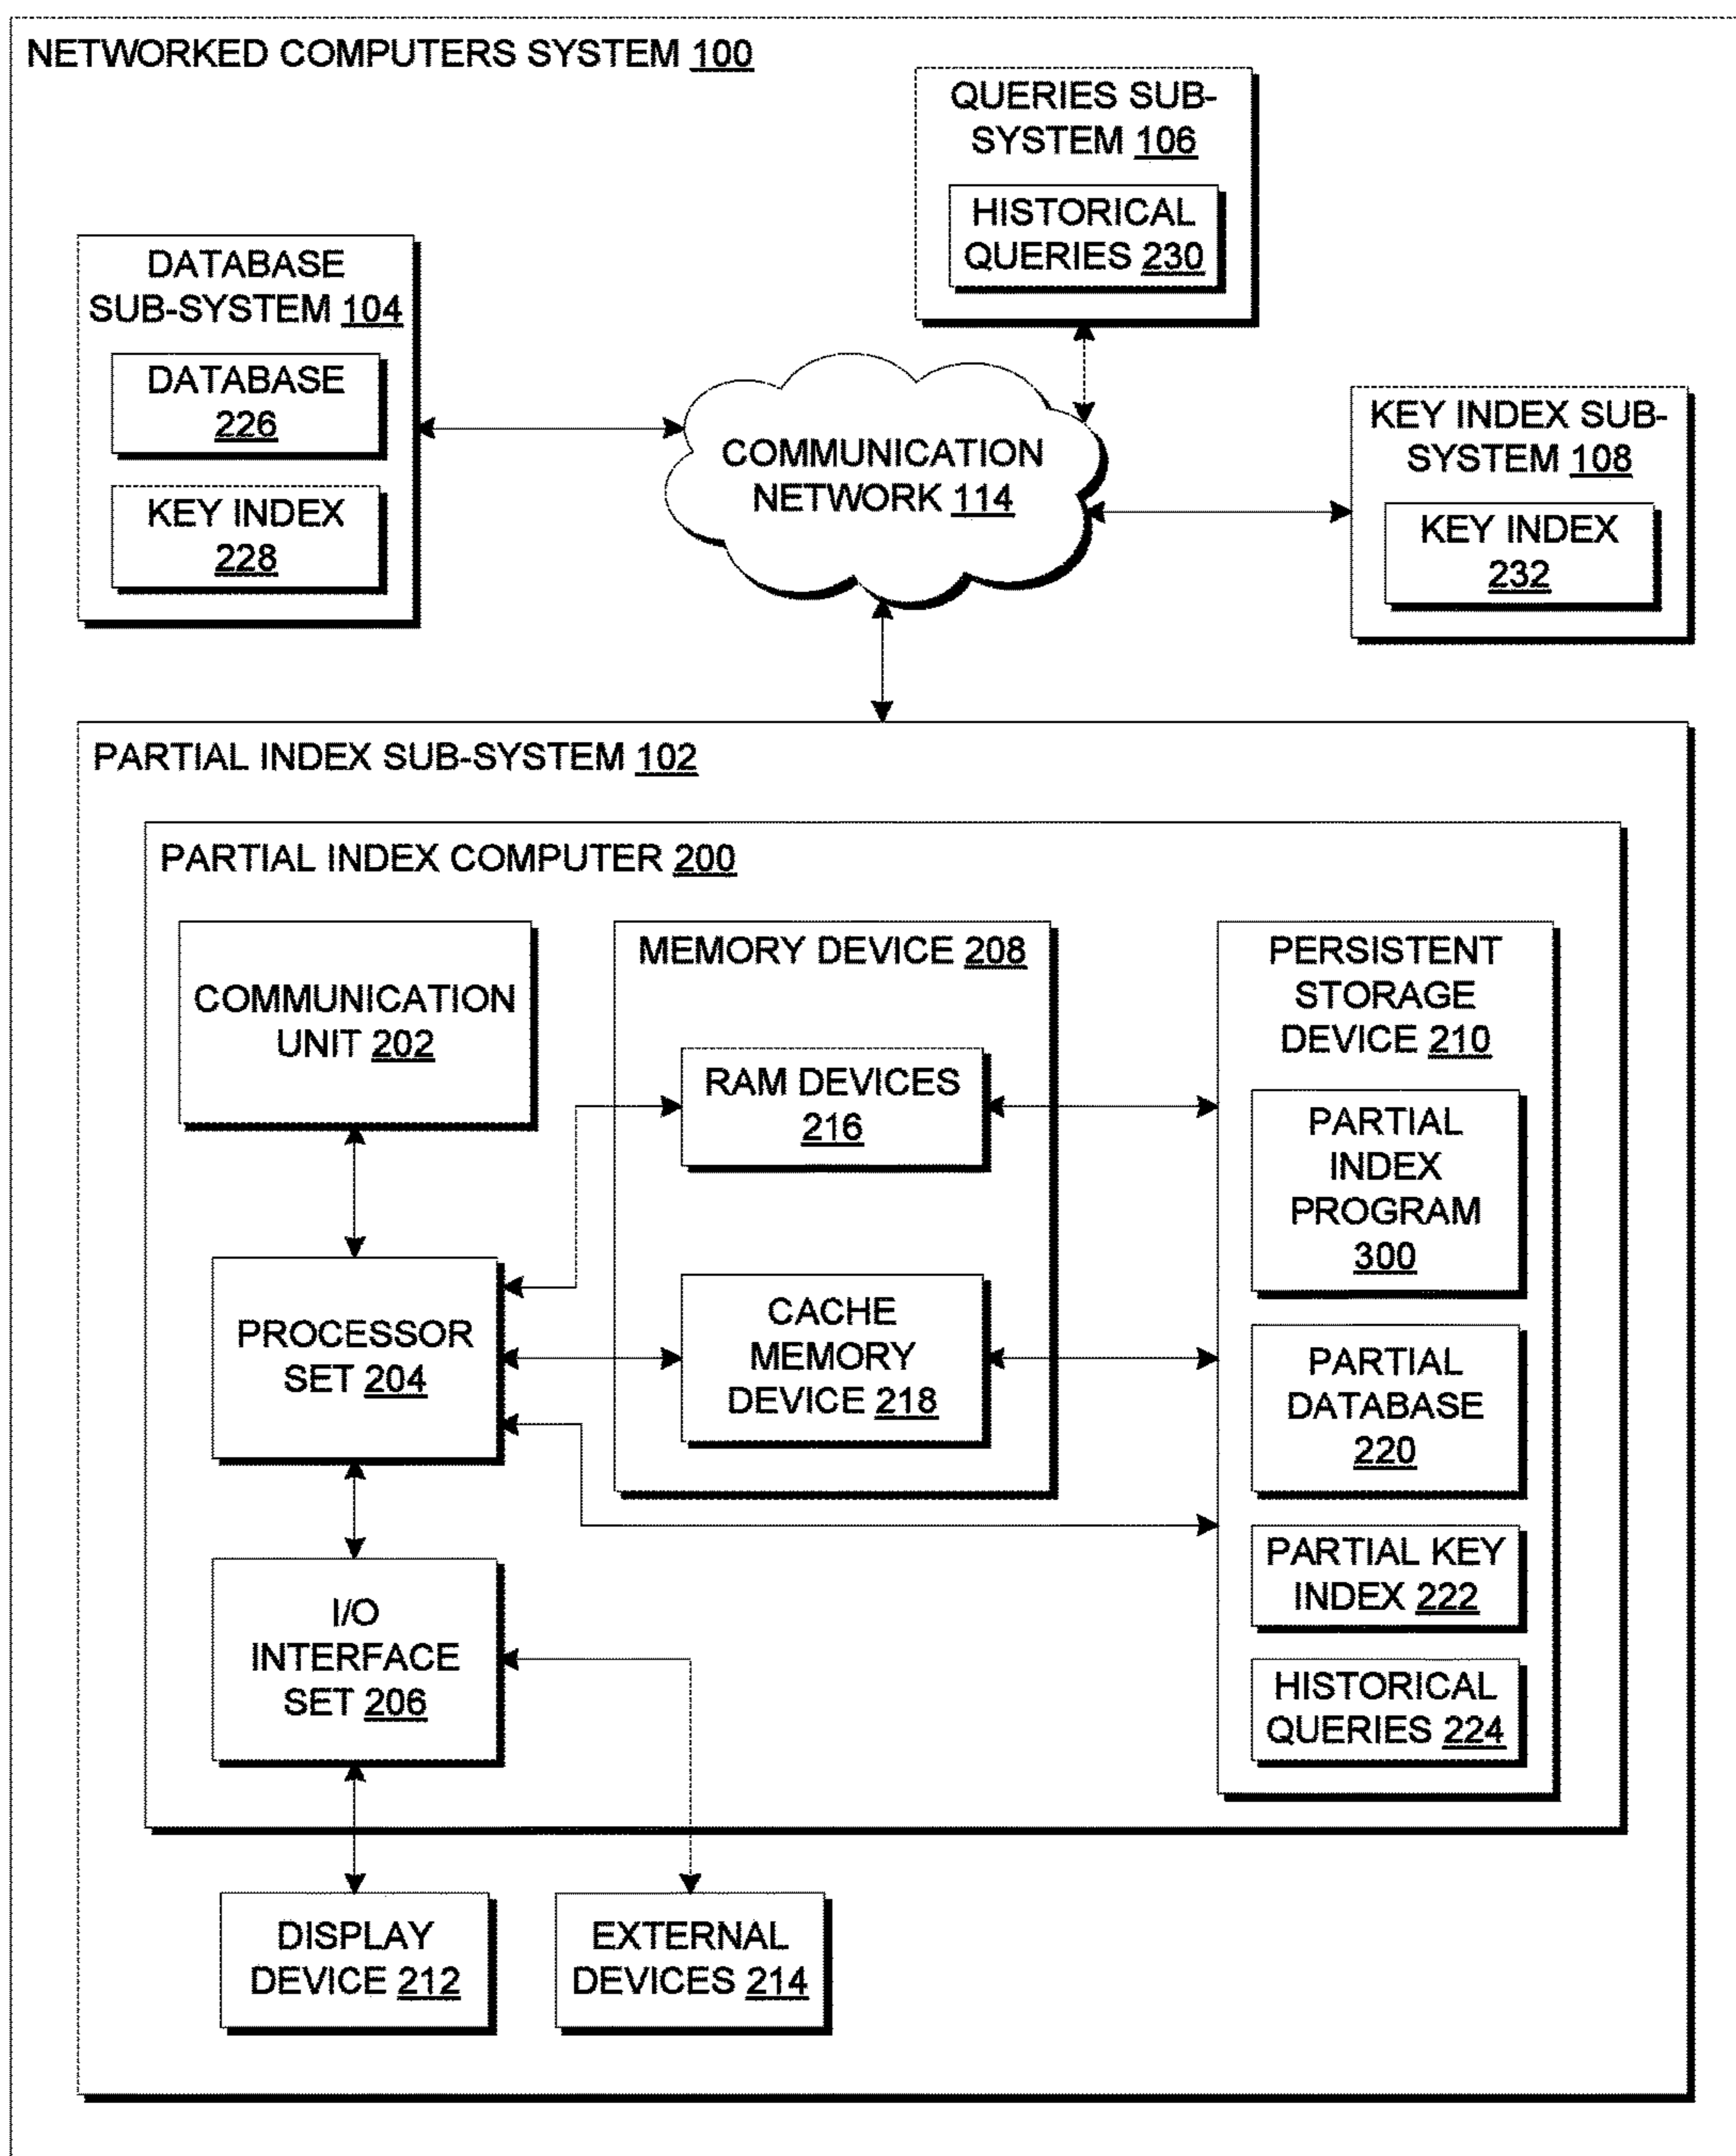 NETWORKED COMPUTERS SYSTEM 100
QUERIES SUB-
SYSTEM 106
HISTORICAL
QUERIES 230
DATABASE
SUB-SYSTEM 104
DATABASE
226
KEY INDEX
228
COMMUNICATION
NETWORK 114
KEY INDEX SUB-
SYSTEM 108
KEY INDEX
232
PARTIAL INDEX SUB-SYSTEM 102
PARTIAL INDEX COMPUTER 200
COMMUNICATION
UNIT 202
MEMORY DEVICE 208
RAM DEVICES
216
CACHE
MEMORY
DEVICE 218
PERSISTENT
STORAGE
DEVICE 210
PARTIAL
INDEX
PROGRAM
300
PARTIAL
DATABASE
220
PARTIAL KEY
INDEX 222
HISTORICAL
QUERIES 224
PROCESSOR
SET 204
I/O
INTERFACE
SET 206
DISPLAY
DEVICE 212
EXTERNAL
DEVICES 214